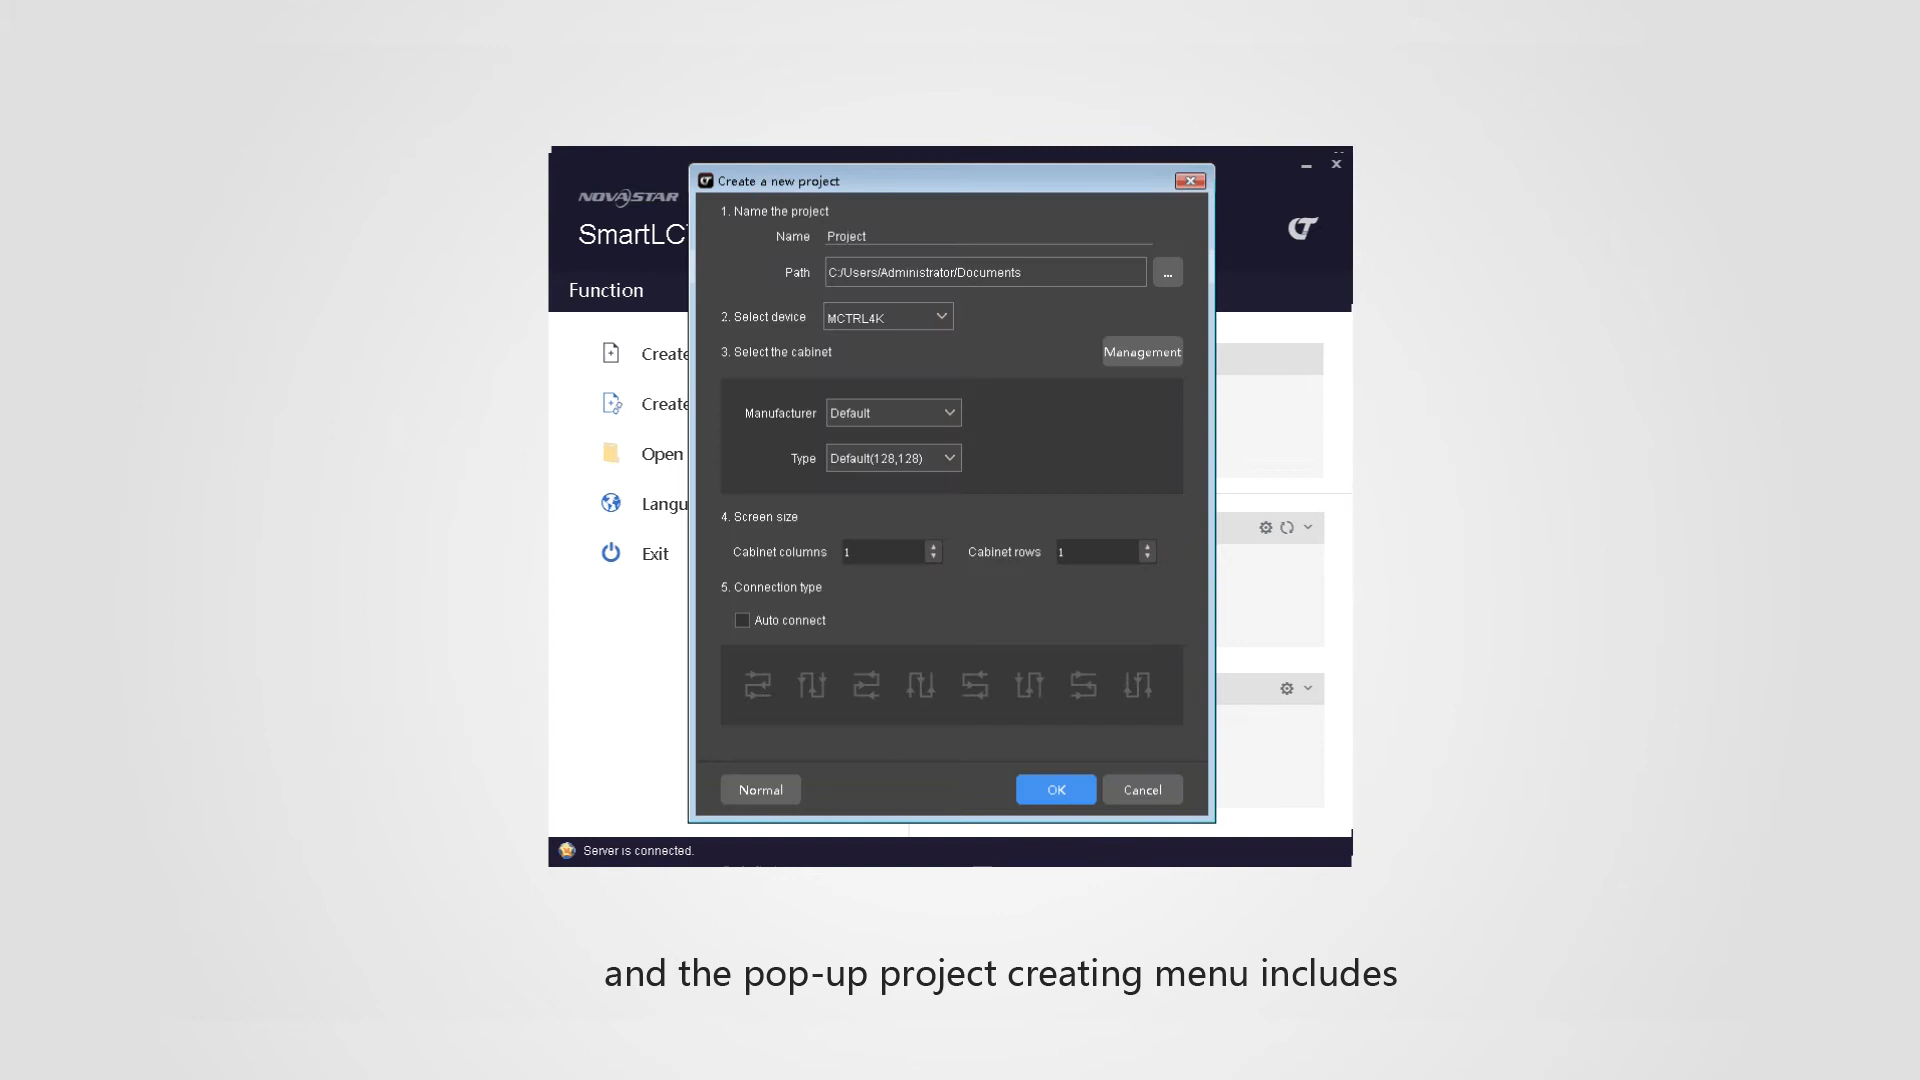 Create a new project
NOVASTAR
SmartLC
Function
Create
Create
Open
Langu
Exit
1. Name the project
Name Project
Path C:/Users/Administrator/Documents ...
2. Select device MCTRL4K
3. Select the cabinet Management
Manufacturer Default
Type Default(128,128)
4. Screen size
Cabinet columns 1 Cabinet rows 1
5. Connection type
Auto connect
Normal OK Cancel
Server is connected.
and the pop-up project creating menu includes